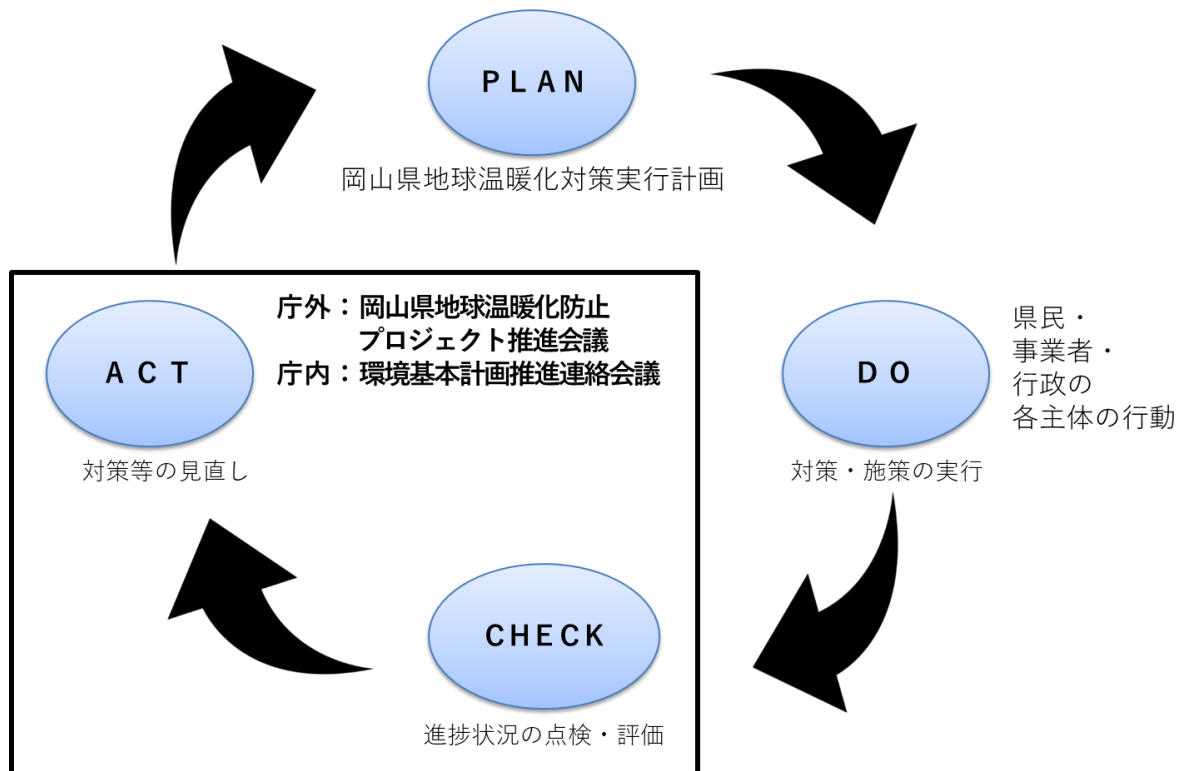 PLAN
岡山県地球温暖化対策実行計画
庁外：岡山県地球温暖化防止
プロジェクト推進会議
庁内：環境基本計画推進連絡会議
ACT
対策等の見直し
DO
対策・施策の実行
県民・
事業者・
行政の
各主体の行動
CHECK
進捗状況の点検・評価